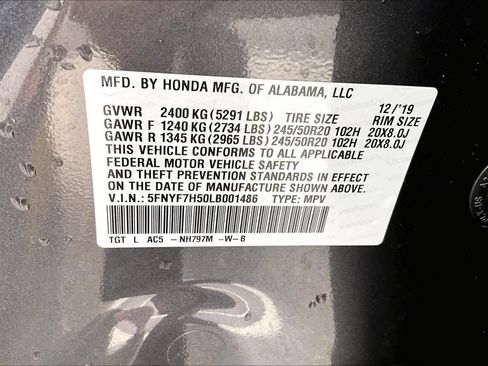 MFD. BY HONDA MFG. OF ALABAMA, LLC
12/'19
GVWR 2400 KG(5291 LBS) TIRE SIZE RIM SIZE
GAWR F 1240 KG(2734 LBS)245/50R20 102H 20X8.0J
GAWR R 1345 KG(2965 LBS)245/50R20 102H 20X8.0J
THIS VEHICLE CONFORMS TO ALL APPLICABLE
FEDERAL MOTOR VEHICLE SAFETY
AND THEFT PREVENTION STANDARDS IN EFFECT
ON THE DATE OF MANUFACTURE SHOWN ABOVE.
V.I.N.: 5FNYF7H50LB001486 TYPE: MPV
TGT L AC5 -NH797M -W-B